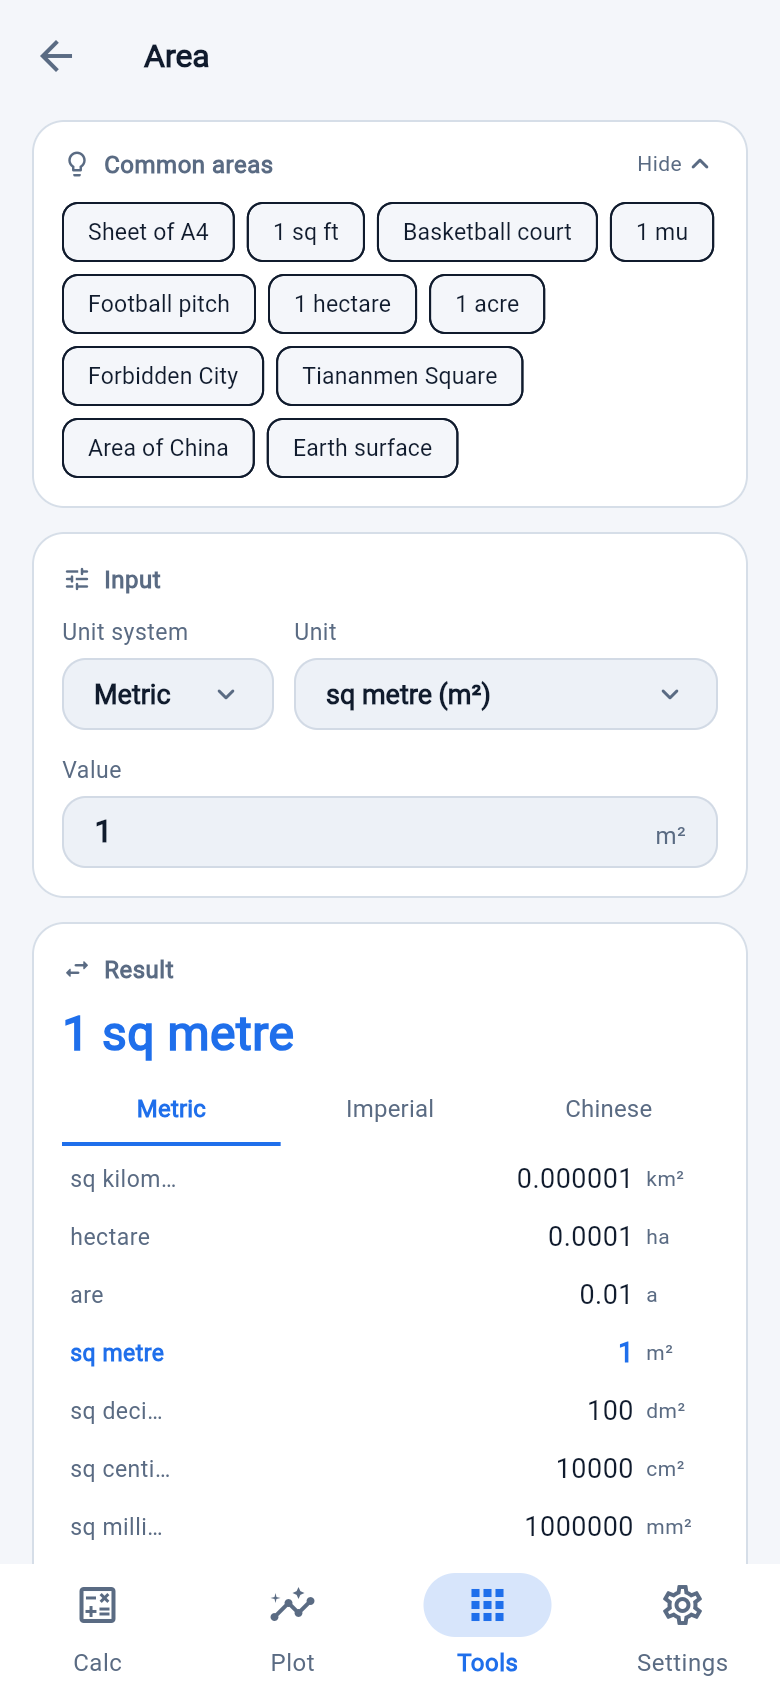 Area
Common areas Hide
Sheet of A4 1 sq ft Basketball court 1 mu
Football pitch 1 hectare 1 acre
Forbidden City Tiananmen Square
Area of China Earth surface
Input
Unit system Unit
Metric sq metre (m²)
Value
1 m²
Result
1 sq metre
Metric Imperial Chinese
sq kilom… 0.000001 km²
hectare 0.0001 ha
are 0.01 a
sq metre 1 m²
sq deci… 100 dm²
sq centi… 10000 cm²
sq milli… 1000000 mm²
Calc Plot Tools Settings